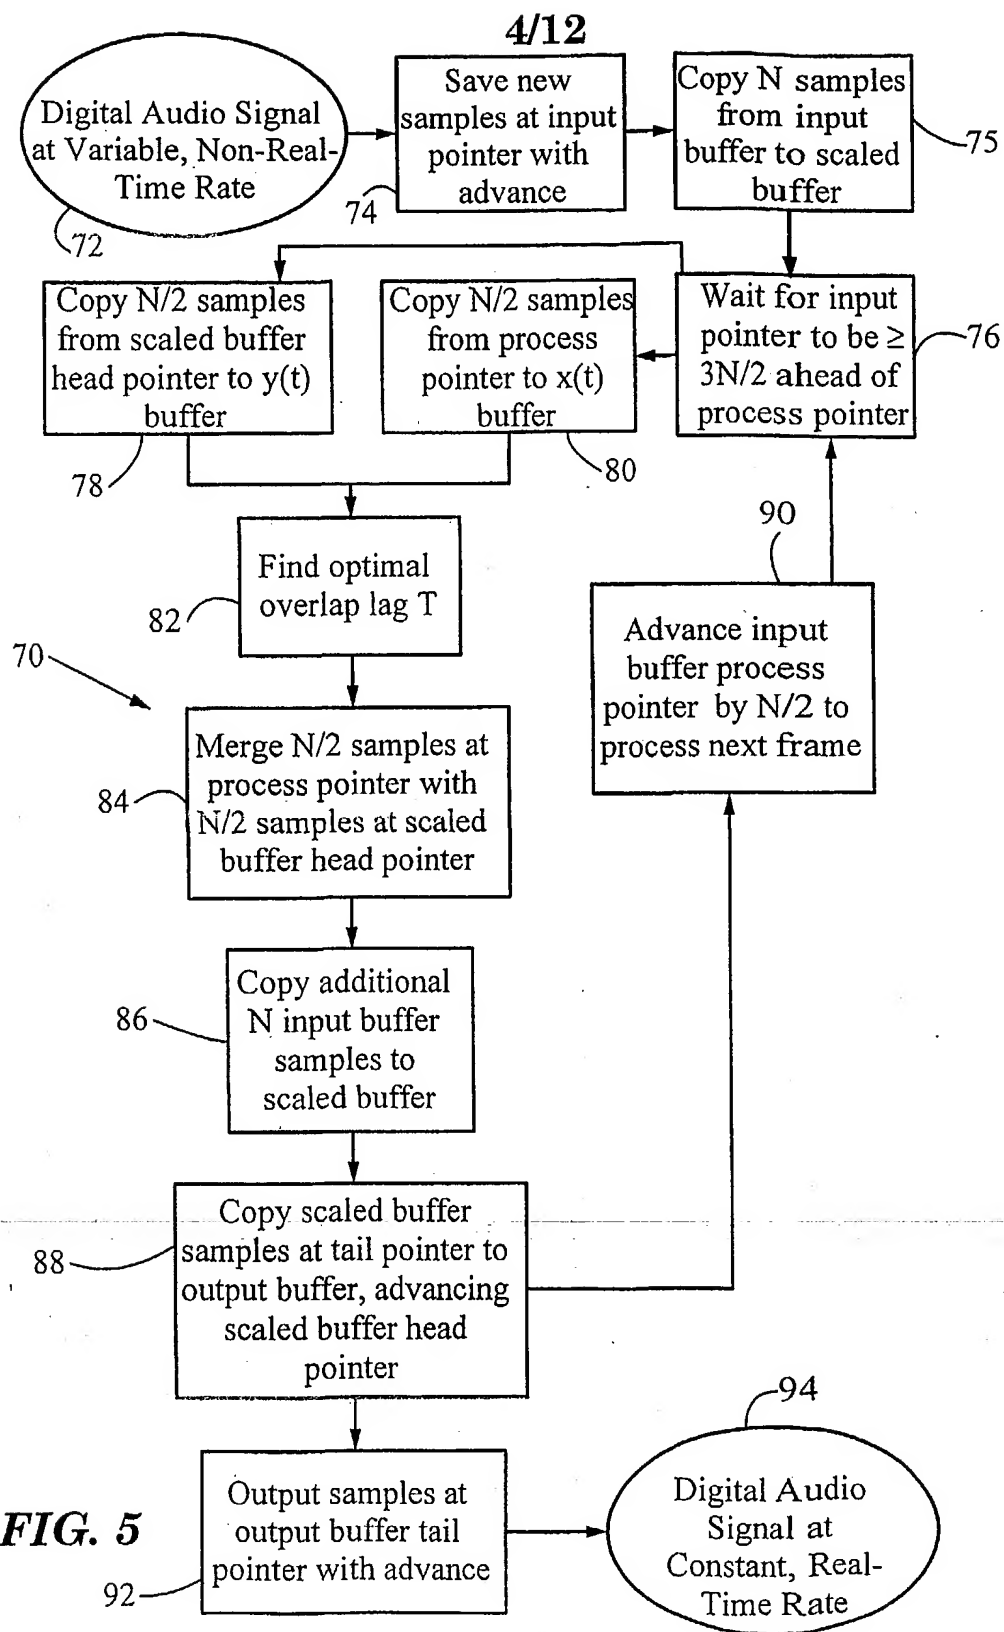 4/12
Digital Audio Signal
at Variable, Non-Real-
Time Rate
72
Save new
samples at input
pointer with
advance
74
Copy N samples
from input
buffer to scaled
buffer
75
Copy N/2 samples
from scaled buffer
head pointer to y(t)
buffer
78
Copy N/2 samples
from process
pointer to x(t)
buffer
80
Wait for input
pointer to be ≥
3N/2 ahead of
process pointer
76
Find optimal
overlap lag T
82
90
Advance input
buffer process
pointer by N/2 to
process next frame
70
Merge N/2 samples at
process pointer with
N/2 samples at scaled
buffer head pointer
84
Copy additional
N input buffer
samples to
scaled buffer
86
Copy scaled buffer
samples at tail pointer to
output buffer, advancing
scaled buffer head
pointer
88
Output samples at
output buffer tail
pointer with advance
92
94
Digital Audio
Signal at
Constant, Real-
Time Rate
FIG. 5